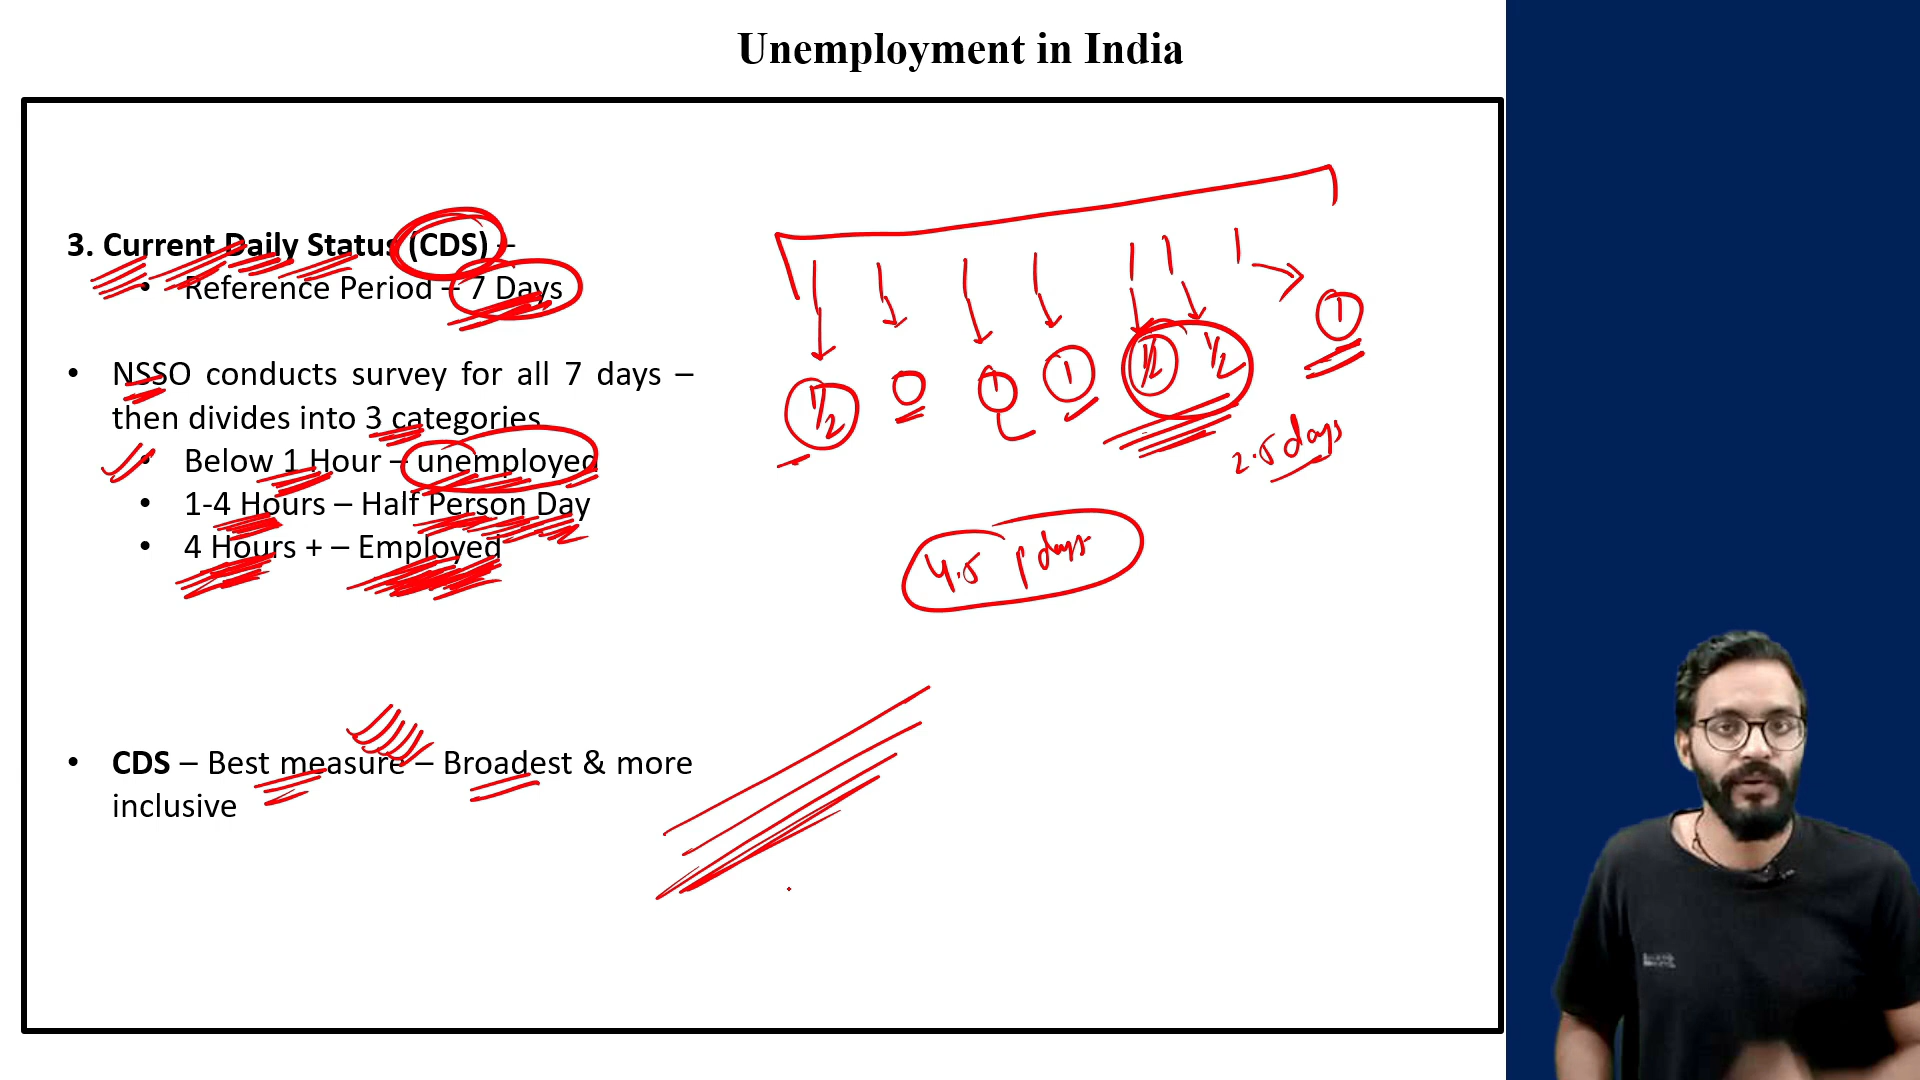 Unemployment in India
3. Current Daily Status (CDS) –
• Reference Period – 7 Days
• NSSO conducts survey for all 7 days –
then divides into 3 categories
• Below 1 Hour – unemployed
• 1-4 Hours – Half Person Day
• 4 Hours + – Employed
• CDS – Best measure – Broadest & more
inclusive
1/2 0 1 1 1/2 1/2 1
2.5 days
4.5 p days